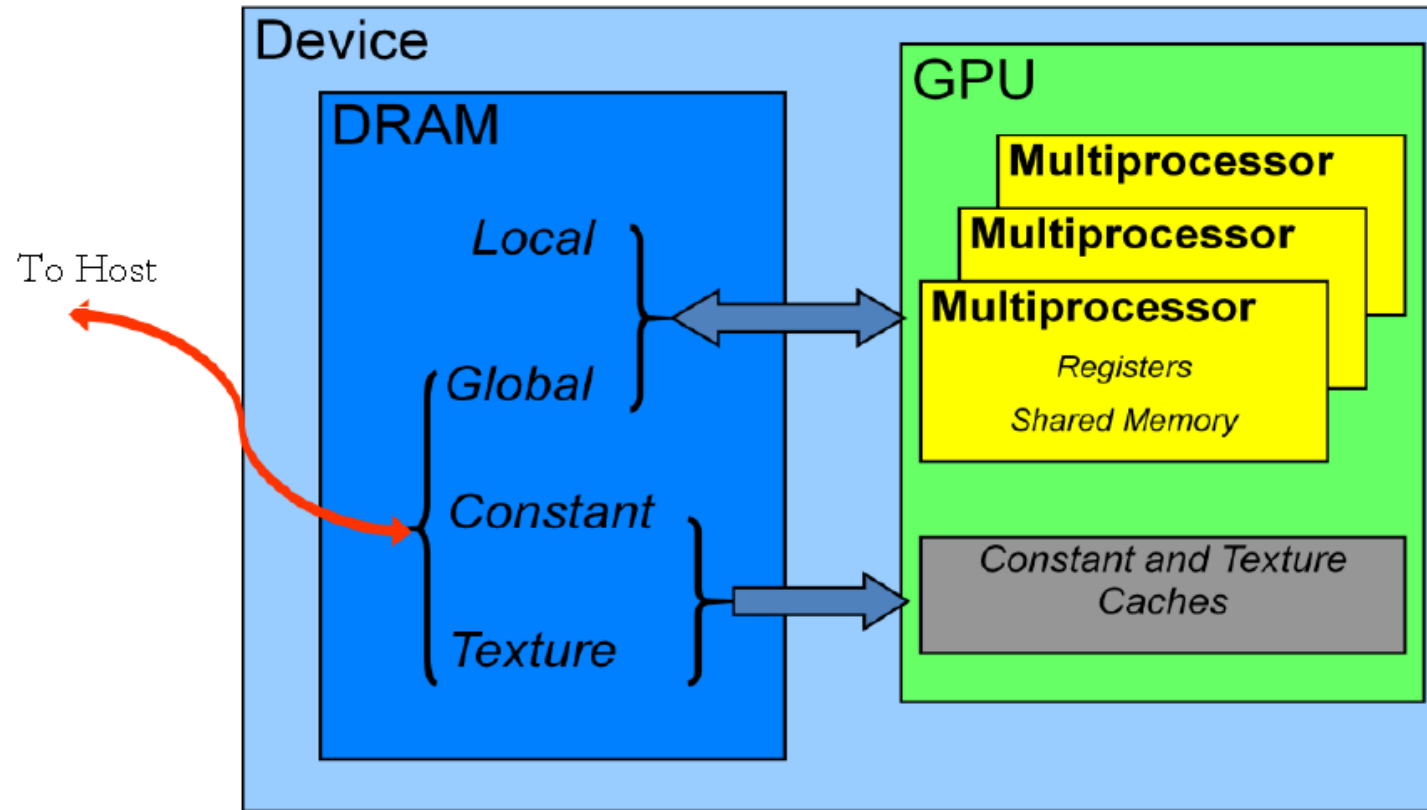 Device
DRAM
Local
Global
Constant
Texture
To Host
GPU
Multiprocessor
Multiprocessor
Multiprocessor
Registers
Shared Memory
Constant and Texture
Caches